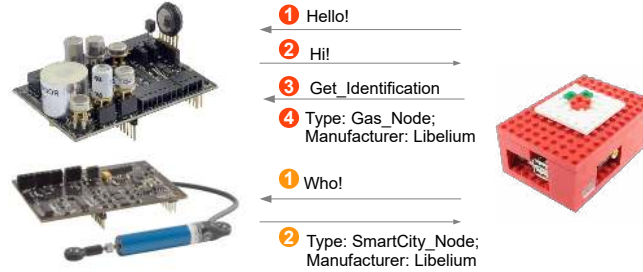 1 Hello!
2 Hi!
3 Get_Identification
4 Type: Gas_Node;
Manufacturer: Libelium
1 Who!
2 Type: SmartCity_Node;
Manufacturer: Libelium